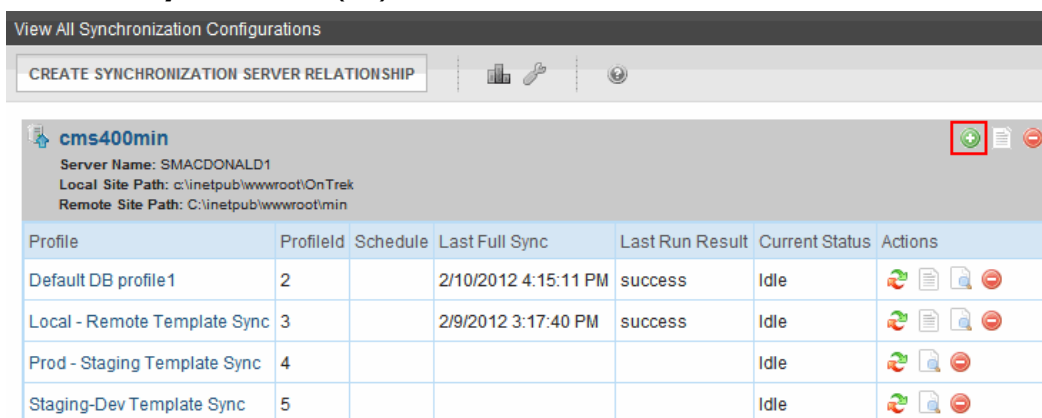 View All Synchronization Configurations
CREATE SYNCHRONIZATION SERVER RELATIONSHIP
cms400min
Server Name: SMACDONALD1
Local Site Path: c:\inetpub\wwwroot\OnTrek
Remote Site Path: C:\inetpub\wwwroot\min
Profile ProfileId Schedule Last Full Sync Last Run Result Current Status Actions
Default DB profile1 2 2/10/2012 4:15:11 PM success Idle
Local - Remote Template Sync 3 2/9/2012 3:17:40 PM success Idle
Prod - Staging Template Sync 4 Idle
Staging-Dev Template Sync 5 Idle